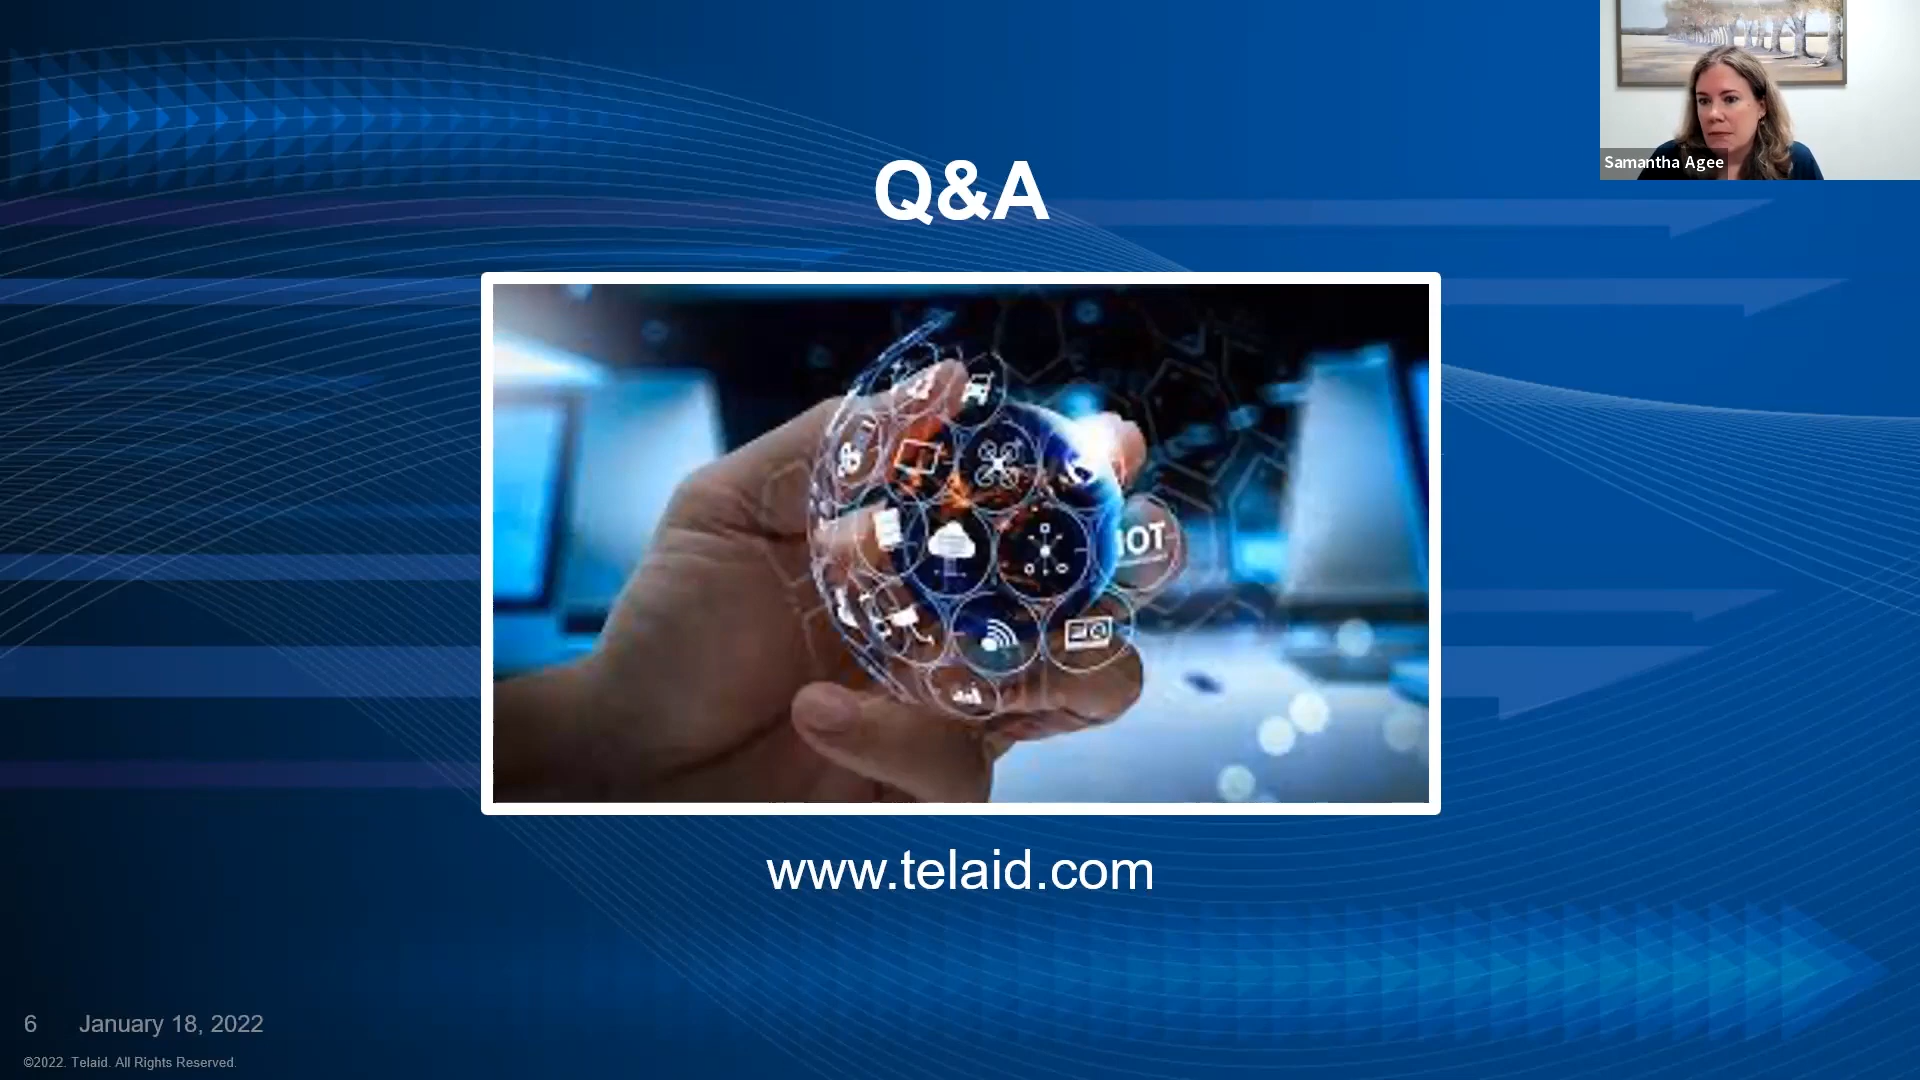 Samantha Agee
Q&A
IOT
www.telaid.com
6 January 18, 2022
©2022. Telaid. All Rights Reserved.